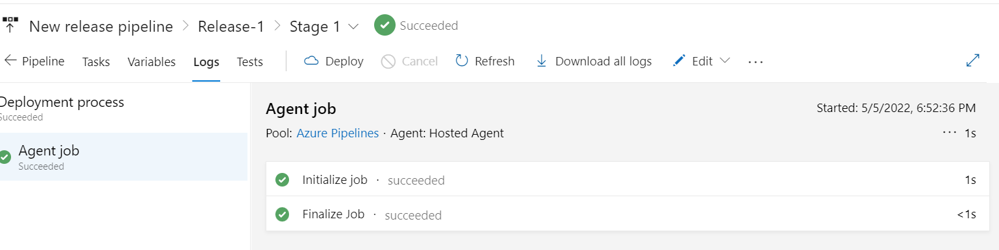 New release pipeline > Release-1 > Stage 1 Succeeded
← Pipeline Tasks Variables Logs Tests Deploy Cancel Refresh Download all logs Edit ...
Deployment process
Succeeded
Agent job
Succeeded
Agent job Started: 5/5/2022, 6:52:36 PM
Pool: Azure Pipelines · Agent: Hosted Agent ... 1s
Initialize job · succeeded 1s
Finalize Job · succeeded <1s